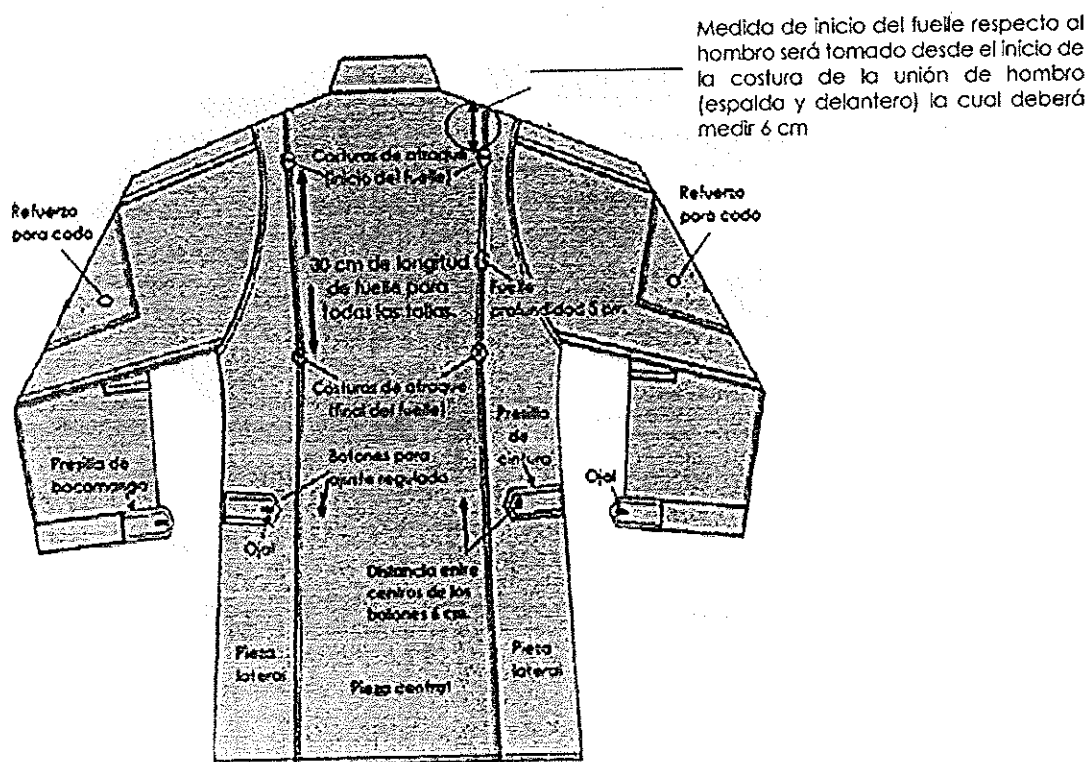 Medida de inicio del fuelle respecto al
hombro será tomado desde el inicio de
la costura de la unión de hombro
(espalda y delantero) la cual deberá
medir 6 cm
Costuras de atraque
(inicio del fuelle)
Refuerzo
para codo
Refuerzo
para codo
30 cm de longitud
de fuelle para
todas las tallas.
Fuelle
profundidad 5 cm.
Costuras de atraque
(final del fuelle)
Presilla
de
cintura
Botones para
ajuste regulado
Presilla de
bocamanga
Ojal
Ojal
Distancia entre
centros de los
botones 6 cm.
Pieza
lateral
Pieza central
Pieza
lateral